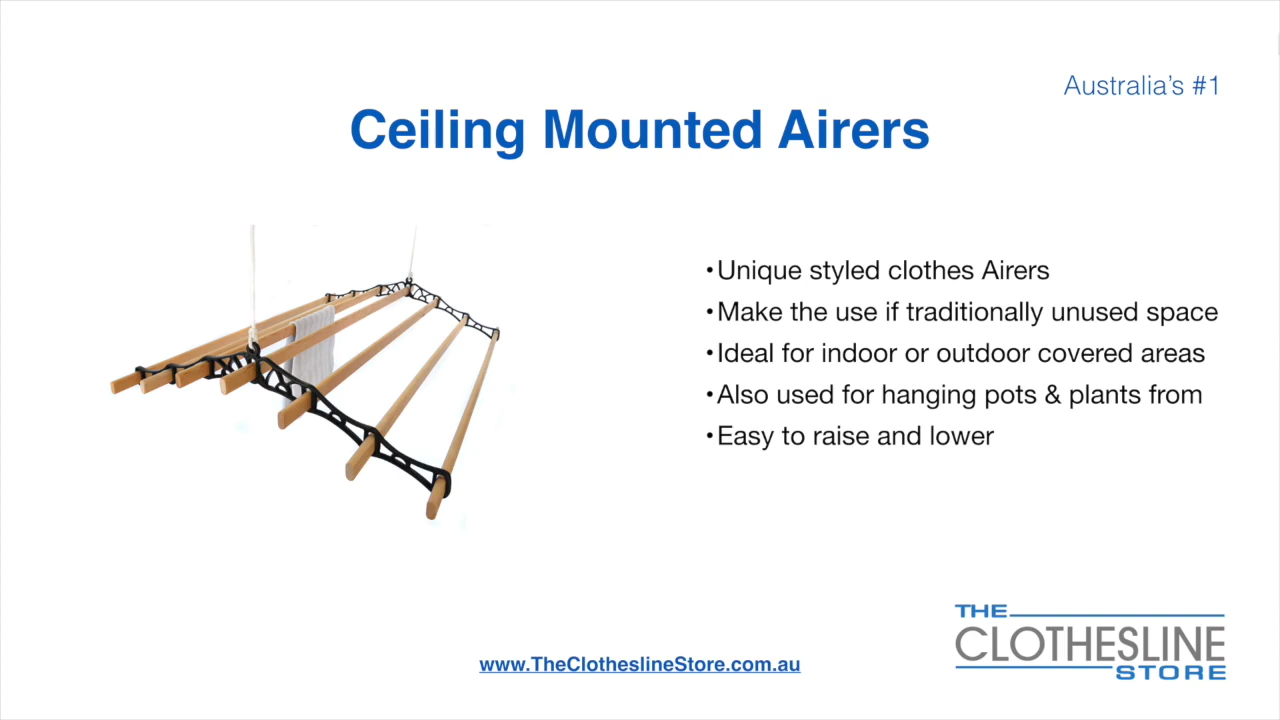 Australia's #1
Ceiling Mounted Airers
•Unique styled clothes Airers
•Make the use if traditionally unused space
•Ideal for indoor or outdoor covered areas
•Also used for hanging pots & plants from
•Easy to raise and lower
www.TheClotheslineStore.com.au
THE
CLOTHESLINE
STORE